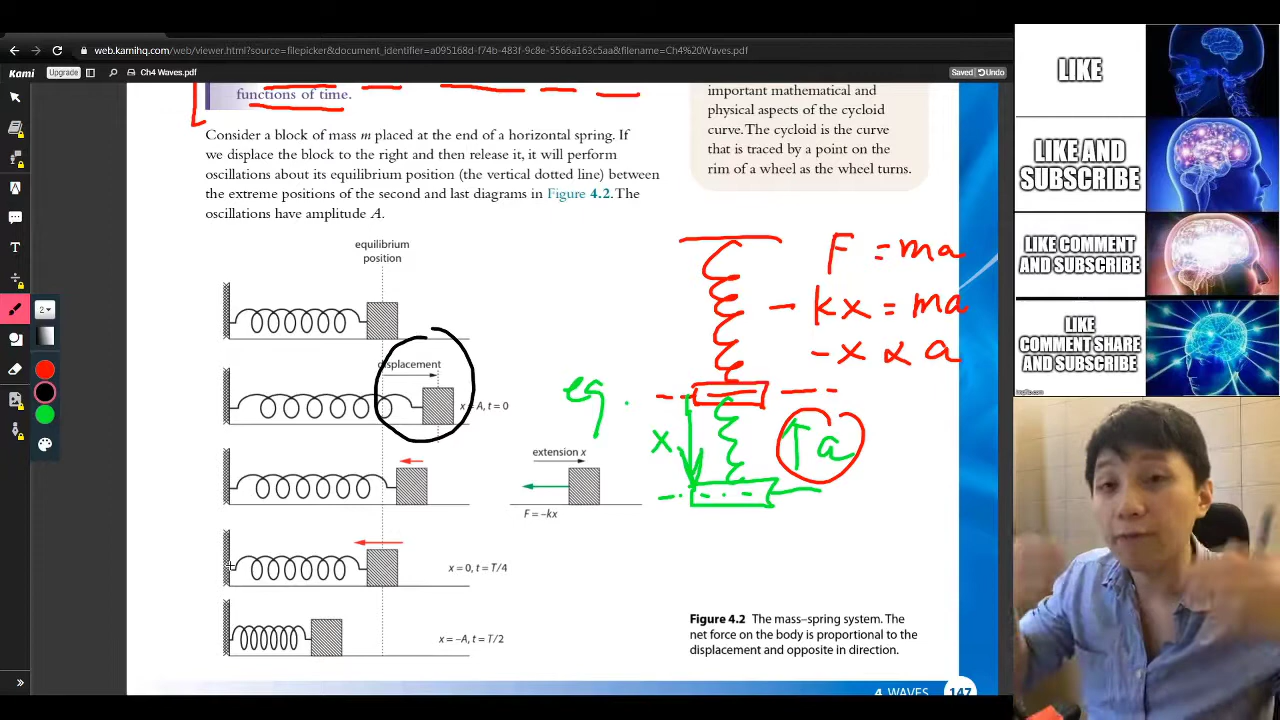 web.kamihq.com/web/viewer.html?source=filepicker&document_identifier=a095168d-f74b-483f-9c8e-5566a163c5aa&filename=Ch4%20Waves.pdf
Kami
Upgrade
Ch4 Waves.pdf
Saved
Undo
functions of time.
Consider a block of mass m placed at the end of a horizontal spring. If
we displace the block to the right and then release it, it will perform
oscillations about its equilibrium position (the vertical dotted line) between
the extreme positions of the second and last diagrams in Figure 4.2. The
oscillations have amplitude A.
important mathematical and
physical aspects of the cycloid
curve. The cycloid is the curve
that is traced by a point on the
rim of a wheel as the wheel turns.
equilibrium
position
displacement
x = A, t = 0
extension x
F = –kx
x = 0, t = T/4
x = –A, t = T/2
F = ma
- kx = ma
-x ∝ a
eq.
x
↑ a
Figure 4.2 The mass–spring system. The
net force on the body is proportional to the
displacement and opposite in direction.
4 WAVES 147
2
T
LIKE
LIKE AND
SUBSCRIBE
LIKE COMMENT
AND SUBSCRIBE
LIKE
COMMENT SHARE
AND SUBSCRIBE
imgflip.com